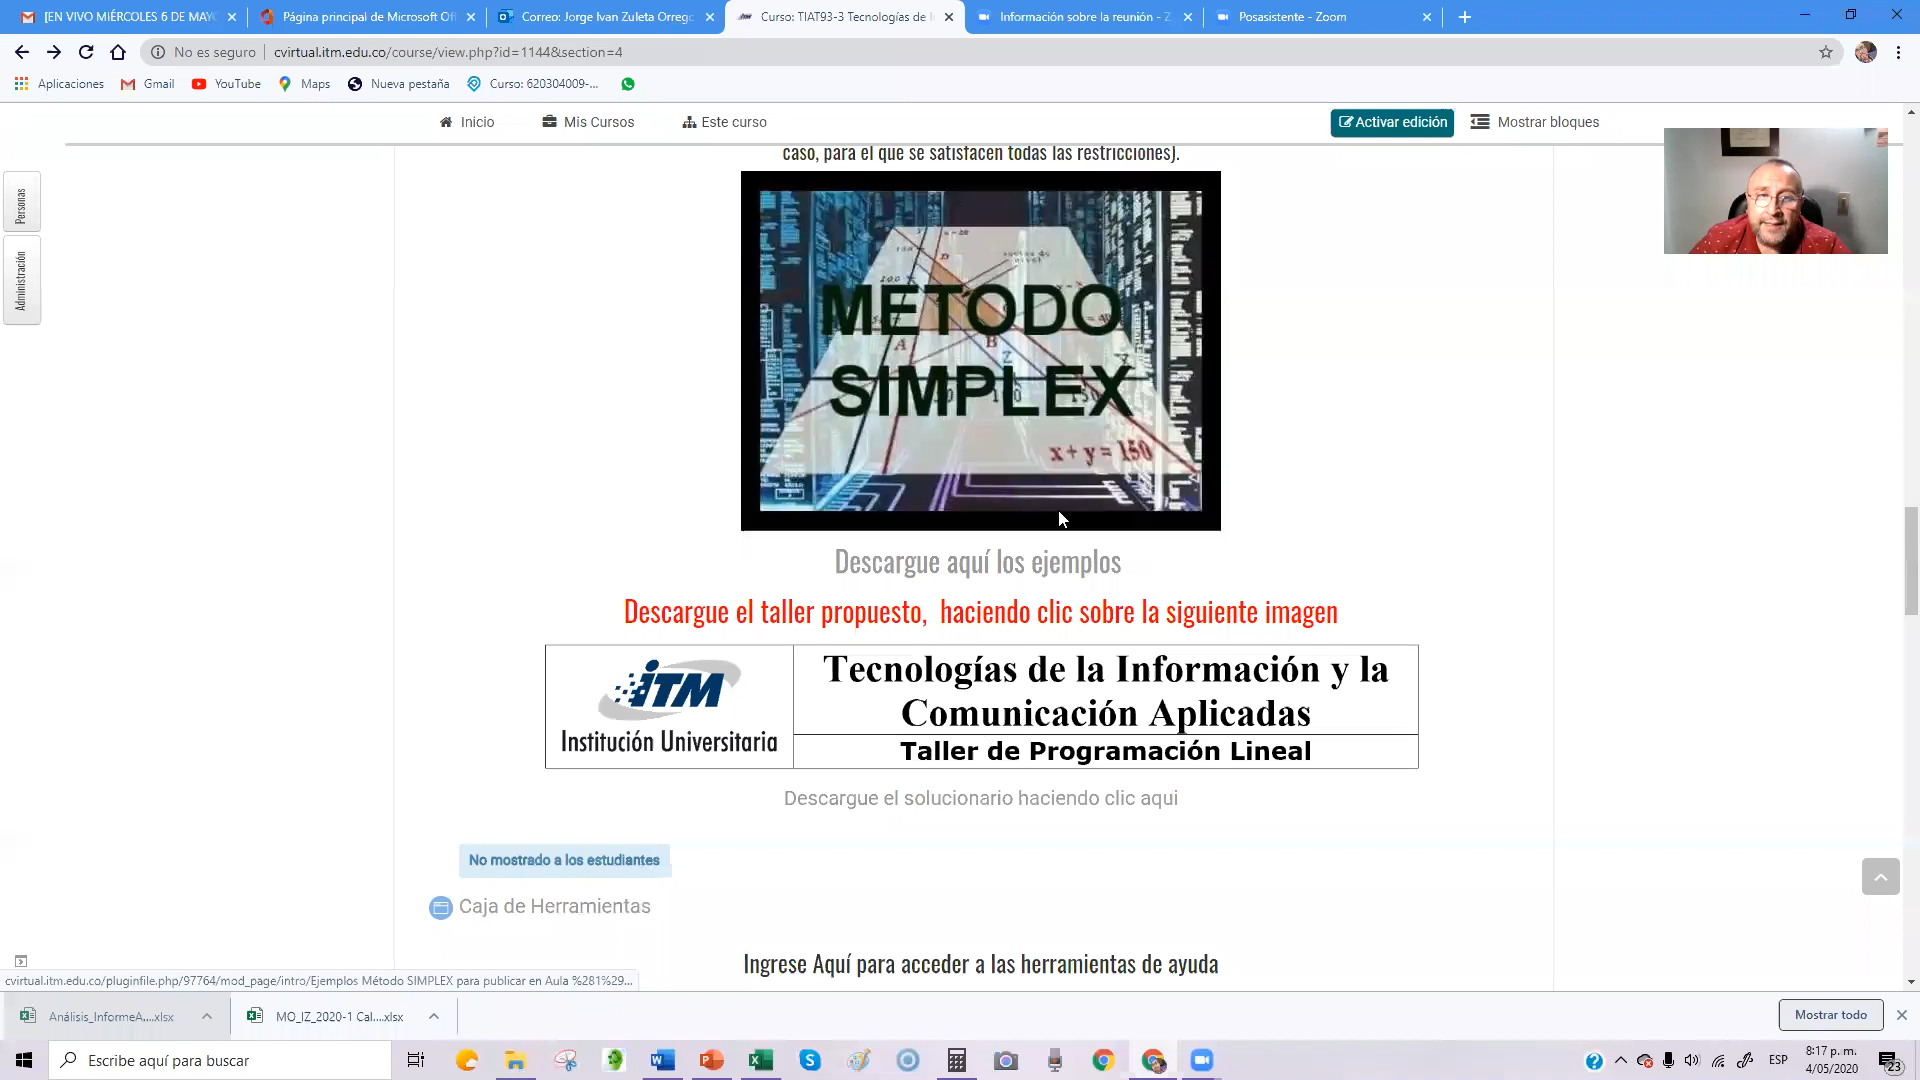 [EN VIVO MIÉRCOLES 6 DE MAY
Página principal de Microsoft Of
Correo: Jorge Ivan Zuleta Orrego
Curso: TIAT93-3 Tecnologías de l
Información sobre la reunión - Z
Posasistente - Zoom
No es seguro | cvirtual.itm.edu.co/course/view.php?id=1144&section=4
Aplicaciones Gmail YouTube Maps Nueva pestaña Curso: 620304009-...
Inicio Mis Cursos Este curso Activar edición Mostrar bloques
Personas
Administración
caso, para el que se satisfacen todas las restricciones).
METODO
SIMPLEX
A B Z
x + y = 150
Descargue aquí los ejemplos
Descargue el taller propuesto, haciendo clic sobre la siguiente imagen
iTM
Institución Universitaria
Tecnologías de la Información y la
Comunicación Aplicadas
Taller de Programación Lineal
Descargue el solucionario haciendo clic aqui
No mostrado a los estudiantes
Caja de Herramientas
Ingrese Aquí para acceder a las herramientas de ayuda
cvirtual.itm.edu.co/pluginfile.php/97764/mod_page/intro/Ejemplos Método SIMPLEX para publicar en Aula %281%29...
Análisis_InformeA....xlsx MO_IZ_2020-1 Cal....xlsx Mostrar todo
Escribe aquí para buscar
ESP
8:17 p. m.
4/05/2020
23